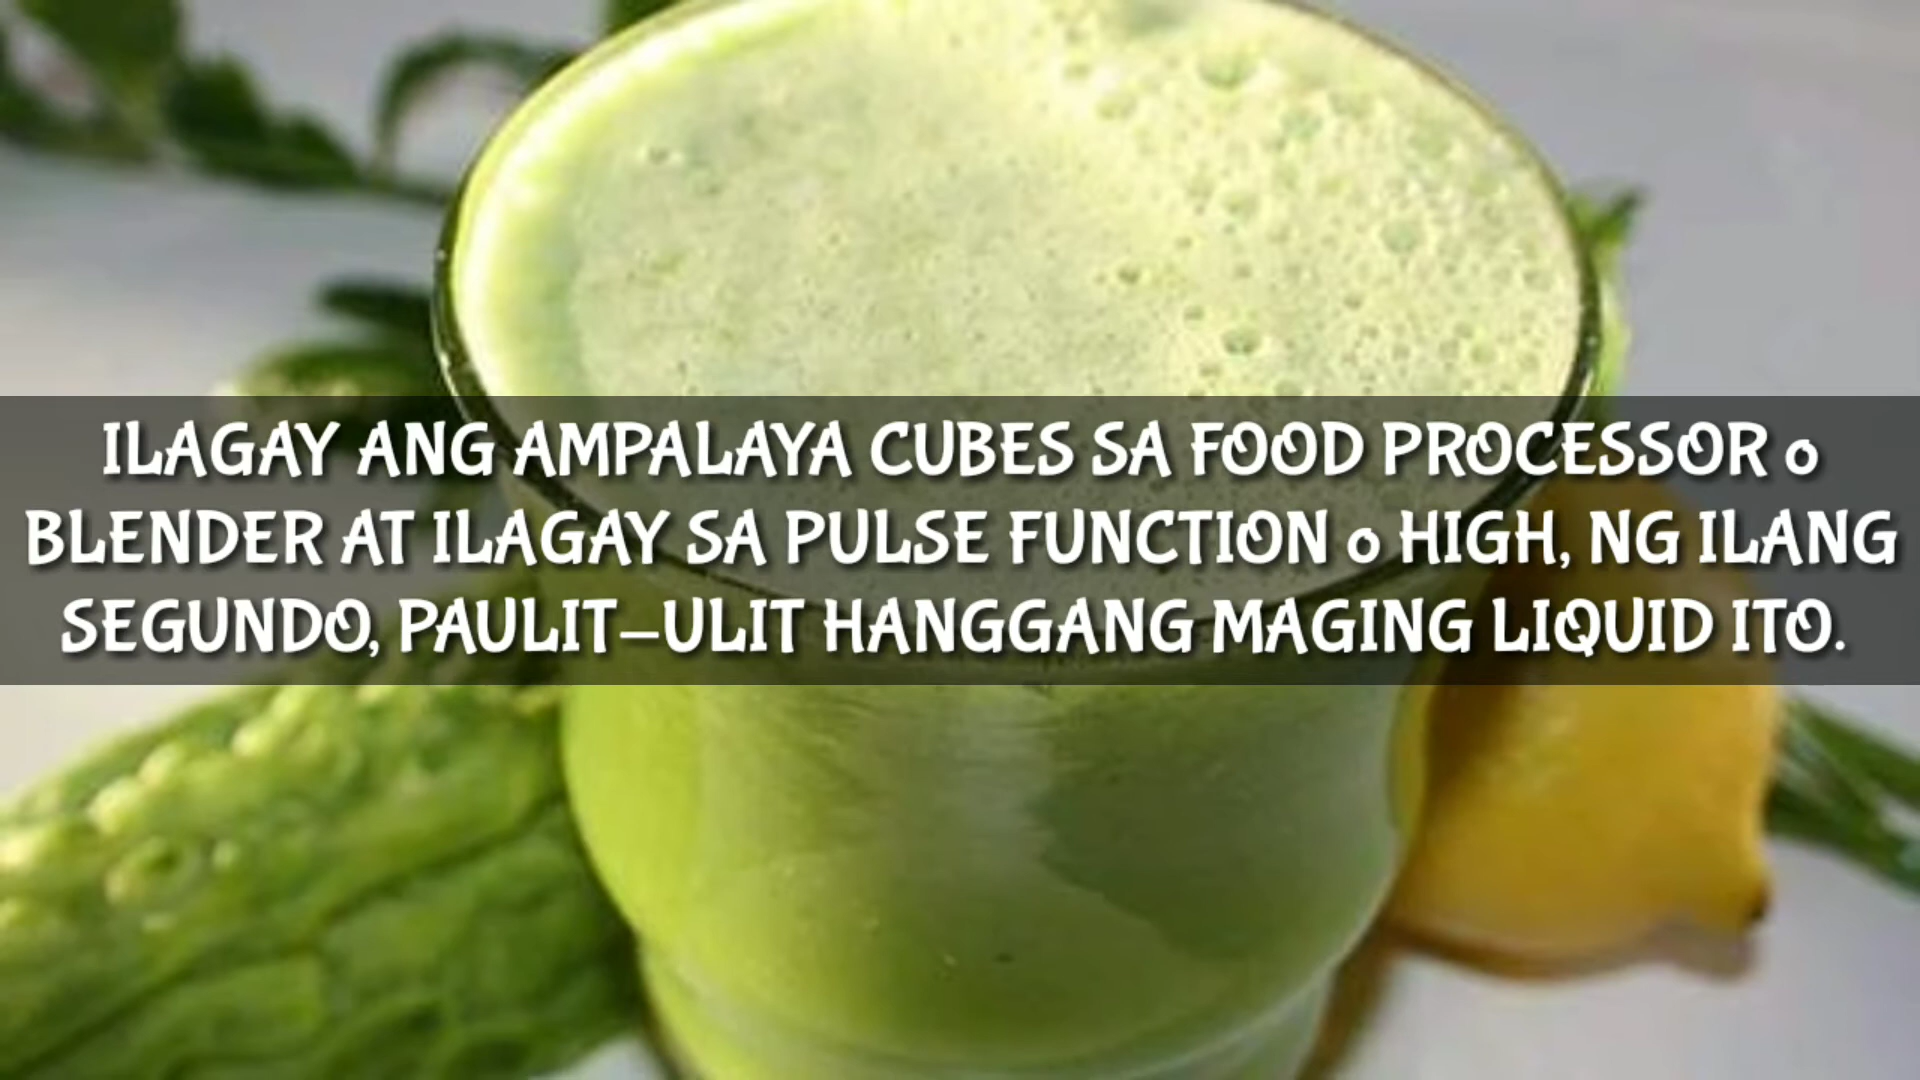 ILAGAY ANG AMPALAYA CUBES SA FOOD PROCESSOR o
BLENDER AT ILAGAY SA PULSE FUNCTION o HIGH, NG ILANG
SEGUNDO, PAULIT–ULIT HANGGANG MAGING LIQUID ITO.